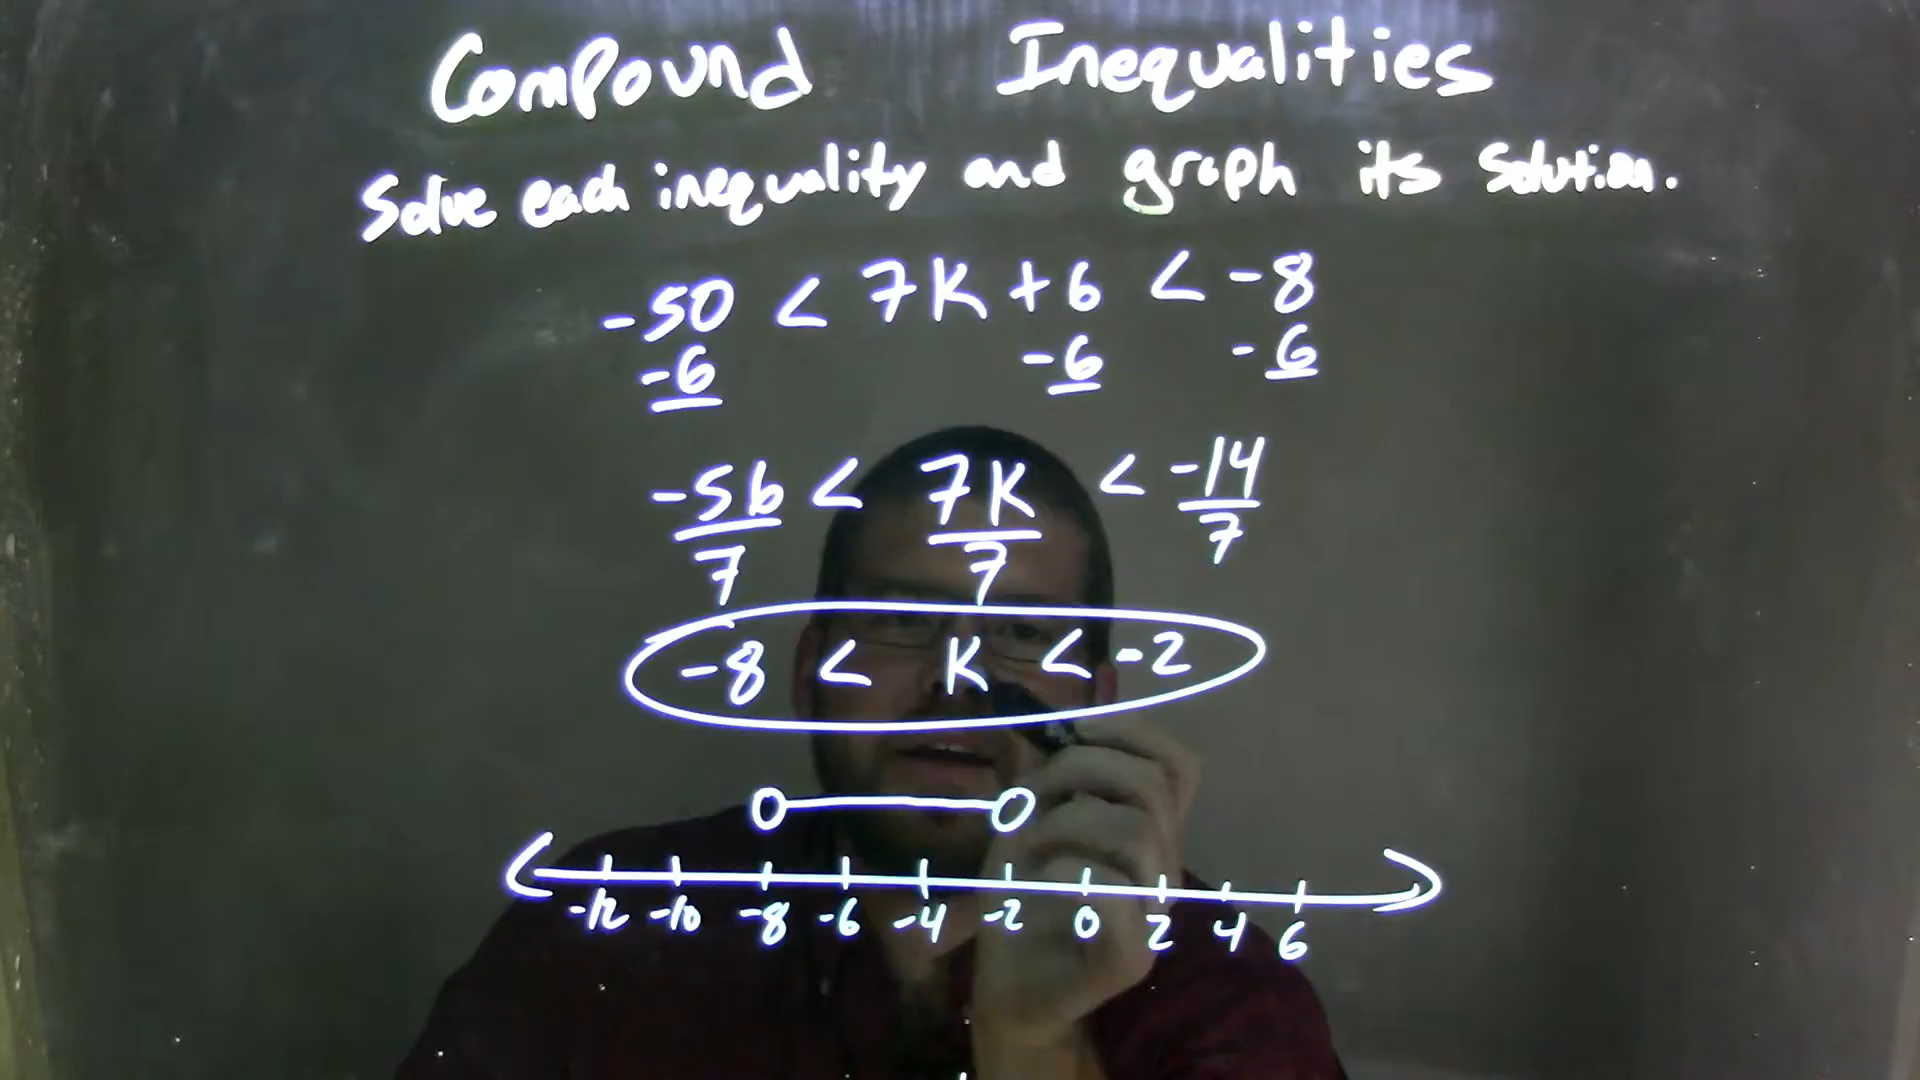 Compound Inequalities
Solve each inequality and graph its solution.
-50 < 7K + 6 < -8
-6 -6 -6
-56 < 7K < -14
7 7 7
-8 < K < -2
-12 -10 -8 -6 -4 -2 0 2 4 6